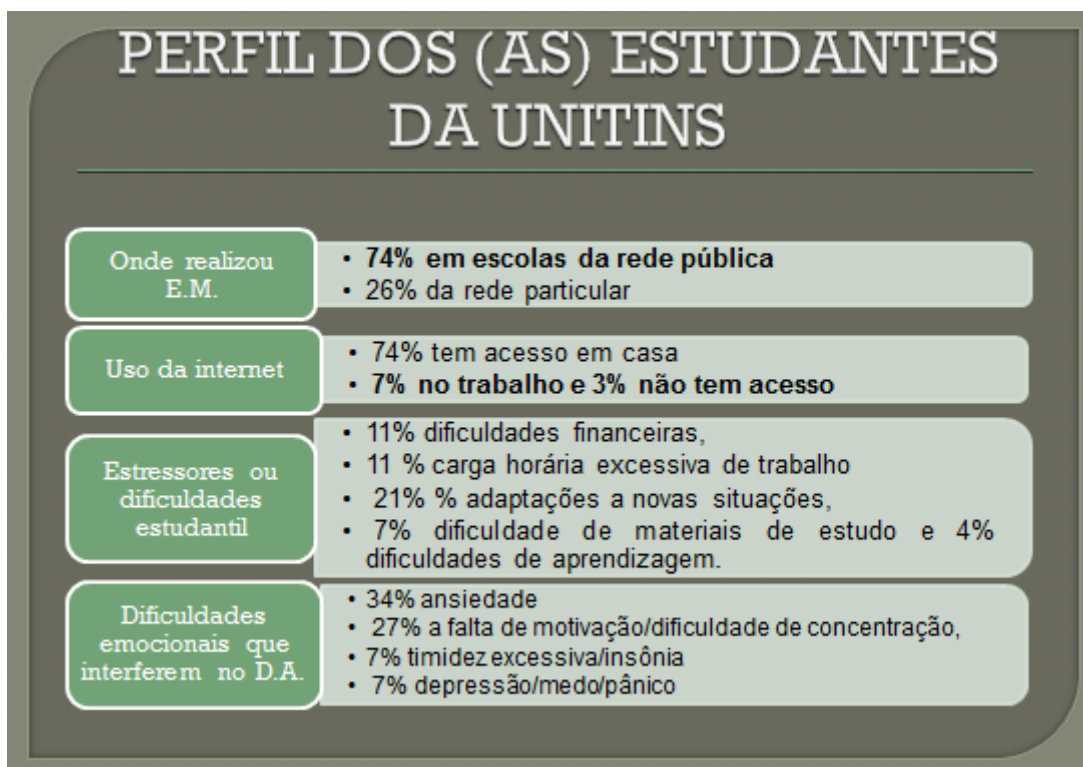 PERFIL DOS (AS) ESTUDANTES
DA UNITINS
Onde realizou
E.M.
• 74% em escolas da rede pública
• 26% da rede particular
Uso da internet
• 74% tem acesso em casa
• 7% no trabalho e 3% não tem acesso
Estressores ou
dificuldades
estudantil
• 11% dificuldades financeiras,
• 11 % carga horária excessiva de trabalho
• 21% % adaptações a novas situações,
• 7% dificuldade de materiais de estudo e 4%
dificuldades de aprendizagem.
Dificuldades
emocionais que
interferem no D.A.
• 34% ansiedade
• 27% a falta de motivação/dificuldade de concentração,
• 7% timidez excessiva/insônia
• 7% depressão/medo/pânico